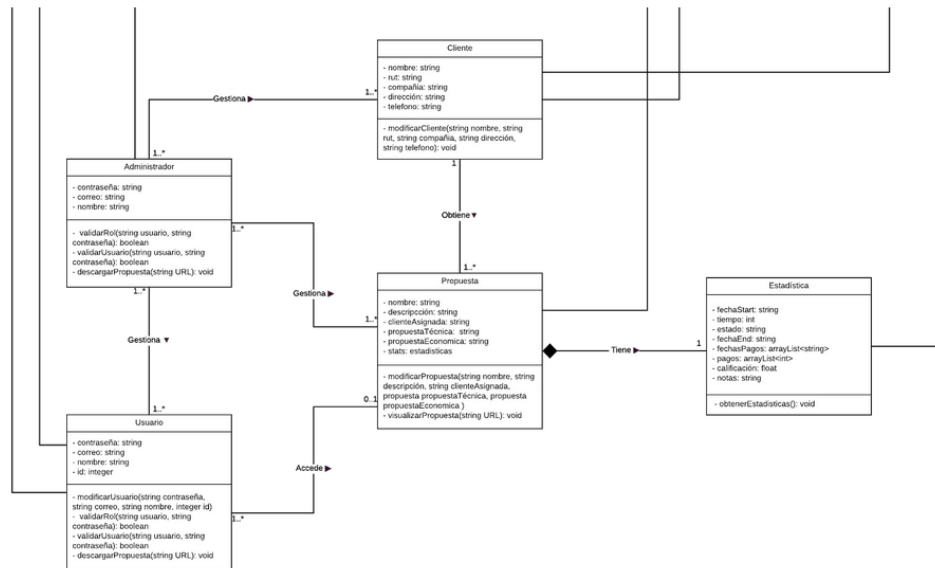 Cliente
- nombre: string
- rut: string
- compañia: string
- dirección: string
- telefono: string
- modificarCliente(string nombre, string
rut, string compañia, string dirección,
string telefono): void
Gestiona
1..*
1..*
1
Administrador
- contraseña: string
- correo: string
- nombre: string
- validarRol(string usuario, string
contraseña): boolean
- validarUsuario(string usuario, string
contraseña): boolean
- descargarPropuesta(string URL): void
1..*
Obtiene
1..*
Gestiona
1..*
1..*
Gestiona
1..*
Propuesta
- nombre: string
- descripcción: string
- clienteAsignada: string
- propuestaTécnica: string
- propuestaEconomica: string
- stats: estadisticas
- modificarPropuesta(string nombre, string
descripción, string clienteAsignada,
propuesta propuestaTécnica, propuesta
propuestaEconomica )
- visualizarPropuesta(string URL): void
Tiene
1
Estadística
- fechaStart: string
- tiempo: int
- estado: string
- fechaEnd: string
- fechasPagos: arrayList<string>
- pagos: arrayList<int>
- calificación: float
- notas: string
- obtenerEstadisticas(): void
Usuario
- contraseña: string
- correo: string
- nombre: string
- id: integer
- modificarUsuario(string contraseña,
string correo, string nombre, integer id)
- validarRol(string usuario, string
contraseña): boolean
- validarUsuario(string usuario, string
contraseña): boolean
- descargarPropuesta(string URL): void
0..1
Accede
1..*